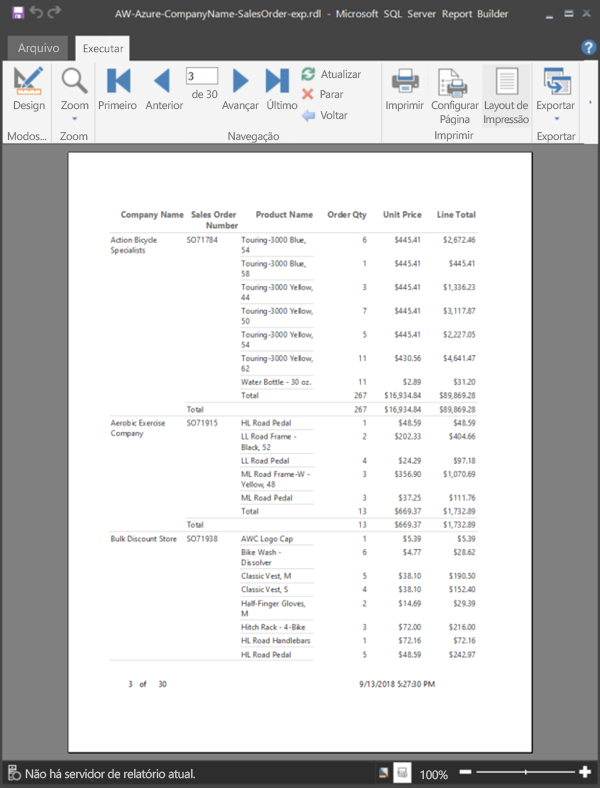 AW-Azure-CompanyName-SalesOrder-exp.rdl - Microsoft SQL Server Report Builder
Arquivo Executar
Design Zoom Primeiro Anterior 3 de 30 Avançar Último Atualizar Parar Voltar Imprimir Configurar Página Layout de Impressão Exportar
Modos... Zoom Navegação Imprimir Exportar
Company Name Sales Order Product Name Order Qty Unit Price Line Total
Number
Action Bicycle SO71784 Touring-3000 Blue, 6 $445.41 $2,672.46
Specialists 54
Touring-3000 Blue, 1 $445.41 $445.41
58
Touring-3000 Yellow, 3 $445.41 $1,336.23
44
Touring-3000 Yellow, 7 $445.41 $3,117.87
50
Touring-3000 Yellow, 5 $445.41 $2,227.05
54
Touring-3000 Yellow, 11 $430.56 $4,641.47
62
Water Bottle - 30 oz. 11 $2.89 $31.20
Total 267 $16,934.84 $89,869.28
Total 267 $16,934.84 $89,869.28
Aerobic Exercise SO71915 HL Road Pedal 1 $48.59 $48.59
Company LL Road Frame - 2 $202.33 $404.66
Black, 52
LL Road Pedal 4 $24.29 $97.18
ML Road Frame-W - 3 $356.90 $1,070.69
Yellow, 48
ML Road Pedal 3 $37.25 $111.76
Total 13 $669.37 $1,732.89
Total 13 $669.37 $1,732.89
Bulk Discount Store SO71938 AWC Logo Cap 1 $5.39 $5.39
Bike Wash - 6 $4.77 $28.62
Dissolver
Classic Vest, M 5 $38.10 $190.50
Classic Vest, S 4 $38.10 $152.40
Half-Finger Gloves, 2 $14.69 $29.39
M
Hitch Rack - 4-Bike 3 $72.00 $216.00
HL Road Handlebars 1 $72.16 $72.16
HL Road Pedal 5 $48.59 $242.97
3 of 30 9/13/2018 5:27:30 PM
Não há servidor de relatório atual. 100%